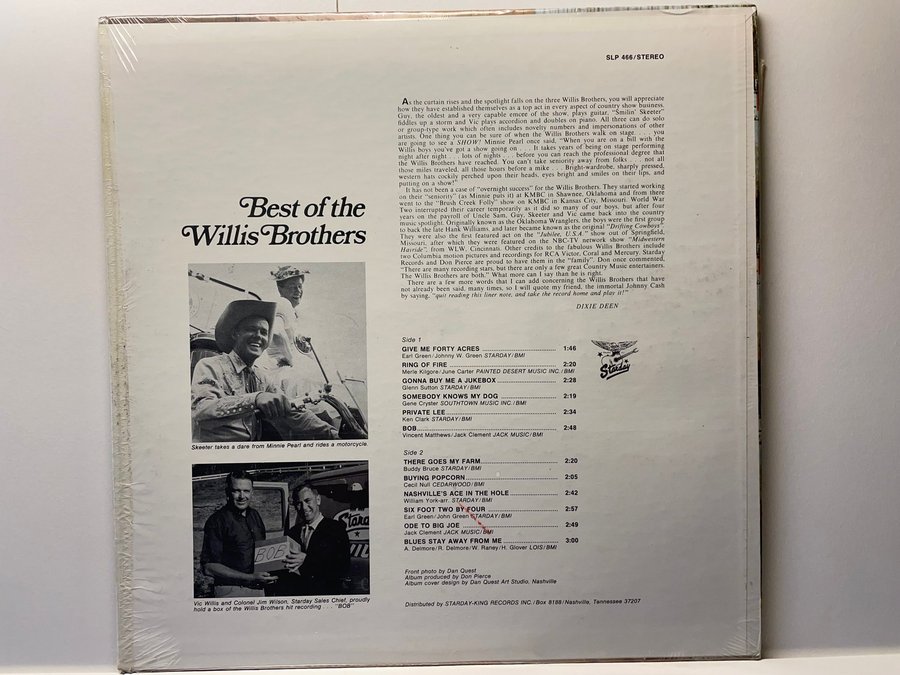 SLP 466/STEREO
As the curtain rises and the spotlight falls on the three Willis Brothers, you will appreciate
how they have established themselves as a top act in every aspect of country show business.
Guy, the oldest and a very capable emcee of the show, plays guitar. "Smilin' Skeeter"
fiddles up a storm and Vic plays accordion and doubles on piano. All three can do solo
or group-type work which often includes novelty numbers and impersonations of other
artists. One thing you can be sure of when the Willis Brothers walk on stage. . . . you
are going to see a SHOW! Minnie Pearl once said, "When you are on a bill with the
Willis boys you've got a show going on . . . It takes years of being on stage performing
night after night . . . lots of nights . . . before you can reach the professional degree that
the Willis Brothers have reached. You can't take seniority away from folks . . . not all
those miles traveled, all those hours before a mike . . . Bright-wardrobe, sharply pressed,
western hats cockily perched upon their heads, eyes bright and smiles on their lips, and
putting on a show!"
It has not been a case of "overnight success" for the Willis Brothers. They started working
on their "seniority" (as Minnie puts it) at KMBC in Shawnee, Oklahoma and from there
went to the "Brush Creek Folly" show on KMBC in Kansas City, Missouri. World War
Two interrupted their career temporarily as it did so many of our boys, but after four
years on the payroll of Uncle Sam, Guy, Skeeter and Vic came back into the country
music spotlight. Originally known as the Oklahoma Wranglers, the boys were the first group
to back the late Hank Williams, and later became known as the original "Drifting Cowboys".
They were also the first featured act on the "Jubilee, U.S.A." show out of Springfield,
Missouri, after which they were featured on the NBC-TV network show "Midwestern
Hayride", from WLW, Cincinnati. Other credits to the fabulous Willis Brothers include
two Columbia motion pictures and recordings for RCA Victor, Coral and Mercury. Starday
Records and Don Pierce are proud to have them in the "family". Don once commented,
"There are many recording stars, but there are only a few great Country Music entertainers.
The Willis Brothers are both." What more can I say than he is right.
There are a few more words that I can add concerning the Willis Brothers that have
not already been said, many times, so I will quote my friend, the immortal Johnny Cash
by saying, "quit reading this liner note, and take the record home and play it!"
DIXIE DEEN
Best of the
Willis Brothers
Skeeter takes a dare from Minnie Pearl and rides a motorcycle.
BOB
Starday
Vic Willis and Colonel Jim Wilson, Starday Sales Chief, proudly
hold a box of the Willis Brothers hit recording . . . "BOB"
Side 1
GIVE ME FORTY ACRES 1:46
Earl Green/Johnny W. Green STARDAY/BMI
RING OF FIRE 2:20
Merle Kilgore/June Carter PAINTED DESERT MUSIC INC./BMI
GONNA BUY ME A JUKEBOX 2:28
Glenn Sutton STARDAY/BMI
SOMEBODY KNOWS MY DOG 2:19
Gene Cryster SOUTHTOWN MUSIC INC./BMI
PRIVATE LEE 2:34
Ken Clark STARDAY/BMI
BOB 2:48
Vincent Matthews/Jack Clement JACK MUSIC/BMI
Starday
Side 2
THERE GOES MY FARM 2:20
Buddy Bruce STARDAY/BMI
BUYING POPCORN 2:05
Cecil Null CEDARWOOD/BMI
NASHVILLE'S ACE IN THE HOLE 2:42
William York-arr. STARDAY/BMI
SIX FOOT TWO BY FOUR 2:57
Earl Green/John Green STARDAY/BMI
ODE TO BIG JOE 2:49
Jack Clement JACK MUSIC/BMI
BLUES STAY AWAY FROM ME 3:00
A. Delmore/R. Delmore/W. Raney/H. Glover LOIS/BMI
Front photo by Dan Quest
Album produced by Don Pierce
Album cover design by Dan Quest Art Studio, Nashville
Distributed by STARDAY-KING RECORDS INC./Box 8188/Nashville, Tennessee 37207